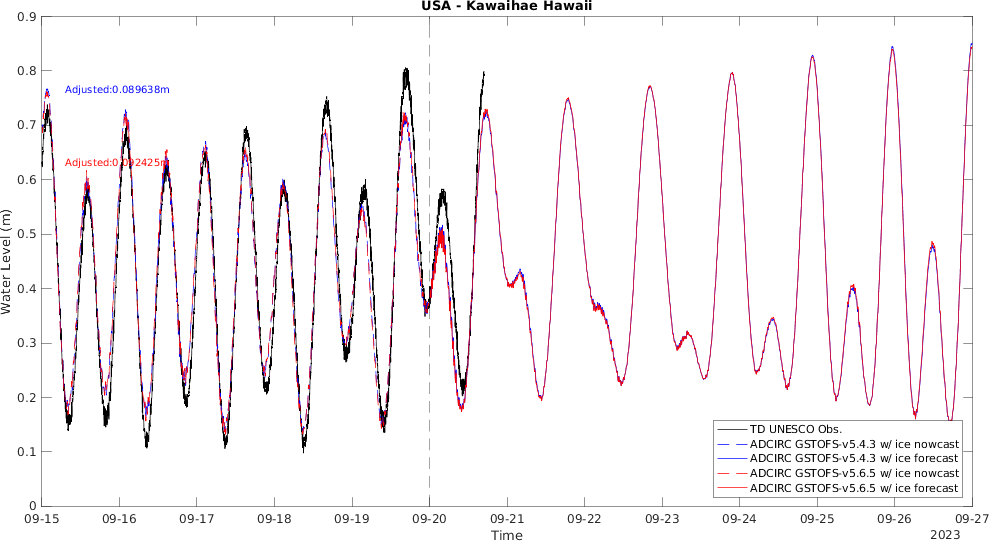 USA - Kawaihae Hawaii
0.9
0.8
0.7
0.6
0.5
0.4
0.3
0.2
0.1
0
Water Level (m)
Adjusted:0.089638m
Adjusted:0.092425m
TD UNESCO Obs.
ADCIRC GSTOFS-v5.4.3 w/ ice nowcast
ADCIRC GSTOFS-v5.4.3 w/ ice forecast
ADCIRC GSTOFS-v5.6.5 w/ ice nowcast
ADCIRC GSTOFS-v5.6.5 w/ ice forecast
09-15 09-16 09-17 09-18 09-19 09-20 09-21 09-22 09-23 09-24 09-25 09-26 09-27
Time
2023